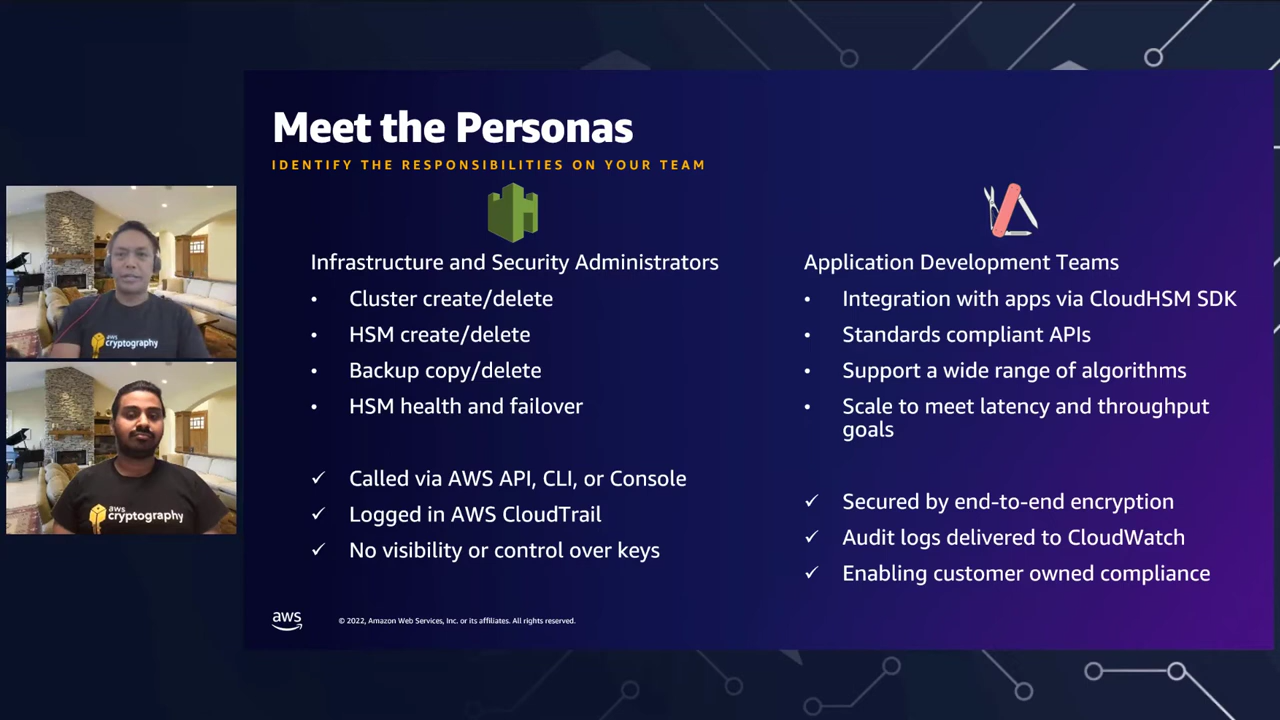 Meet the Personas
IDENTIFY THE RESPONSIBILITIES ON YOUR TEAM
Infrastructure and Security Administrators
• Cluster create/delete
• HSM create/delete
• Backup copy/delete
• HSM health and failover
✓ Called via AWS API, CLI, or Console
✓ Logged in AWS CloudTrail
✓ No visibility or control over keys
Application Development Teams
• Integration with apps via CloudHSM SDK
• Standards compliant APIs
• Support a wide range of algorithms
• Scale to meet latency and throughput
goals
✓ Secured by end-to-end encryption
✓ Audit logs delivered to CloudWatch
✓ Enabling customer owned compliance
aws
© 2022, Amazon Web Services, Inc. or its affiliates. All rights reserved.
aws
cryptography
aws
cryptography